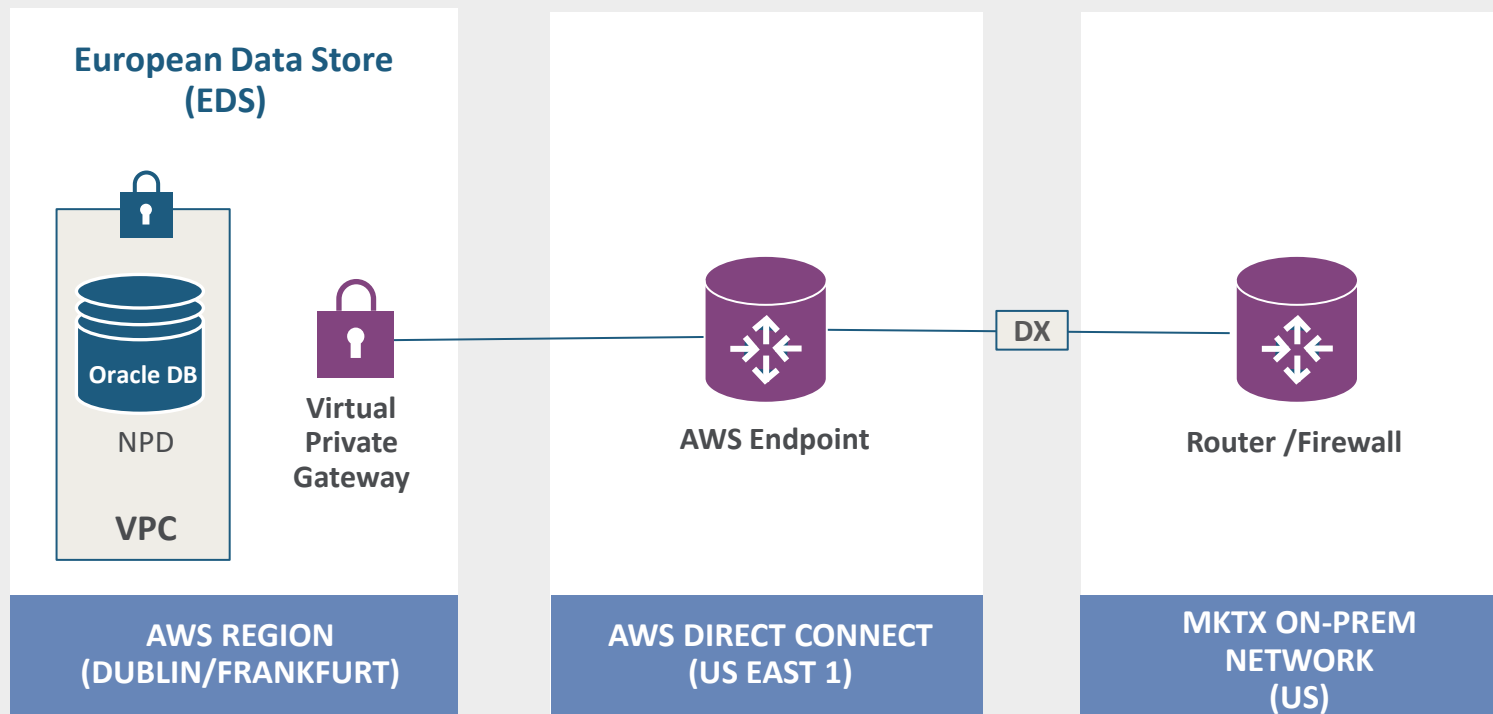 European Data Store
(EDS)
Oracle DB
NPD
VPC
Virtual
Private
Gateway
AWS REGION
(DUBLIN/FRANKFURT)
AWS Endpoint
AWS DIRECT CONNECT
(US EAST 1)
DX
Router /Firewall
MKTX ON-PREM
NETWORK
(US)